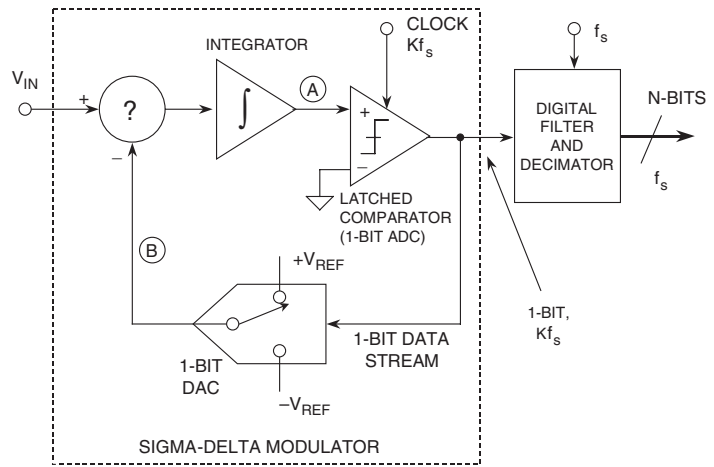 CLOCK
Kfs
INTEGRATOR
fs
VIN
+
?
–
∫
A
+
–
DIGITAL
FILTER
AND
DECIMATOR
N-BITS
fs
LATCHED
COMPARATOR
(1-BIT ADC)
B
+VREF
1-BIT DATA
STREAM
1-BIT,
Kfs
1-BIT
DAC
–VREF
SIGMA-DELTA MODULATOR